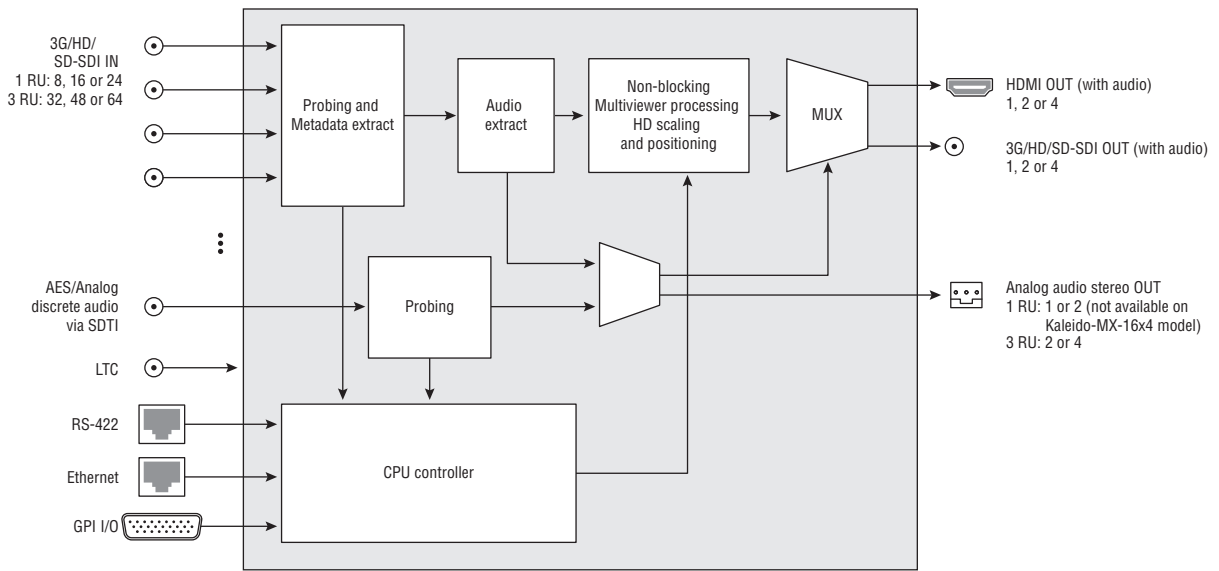 3G/HD/
SD-SDI IN
1 RU: 8, 16 or 24
3 RU: 32, 48 or 64
Probing and
Metadata extract
Audio
extract
Non-blocking
Multiviewer processing
HD scaling
and positioning
MUX
HDMI OUT (with audio)
1, 2 or 4
3G/HD/SD-SDI OUT (with audio)
1, 2 or 4
AES/Analog
discrete audio
via SDTI
Probing
Analog audio stereo OUT
1 RU: 1 or 2 (not available on
Kaleido-MX-16x4 model)
3 RU: 2 or 4
LTC
RS-422
Ethernet
GPI I/O
CPU controller